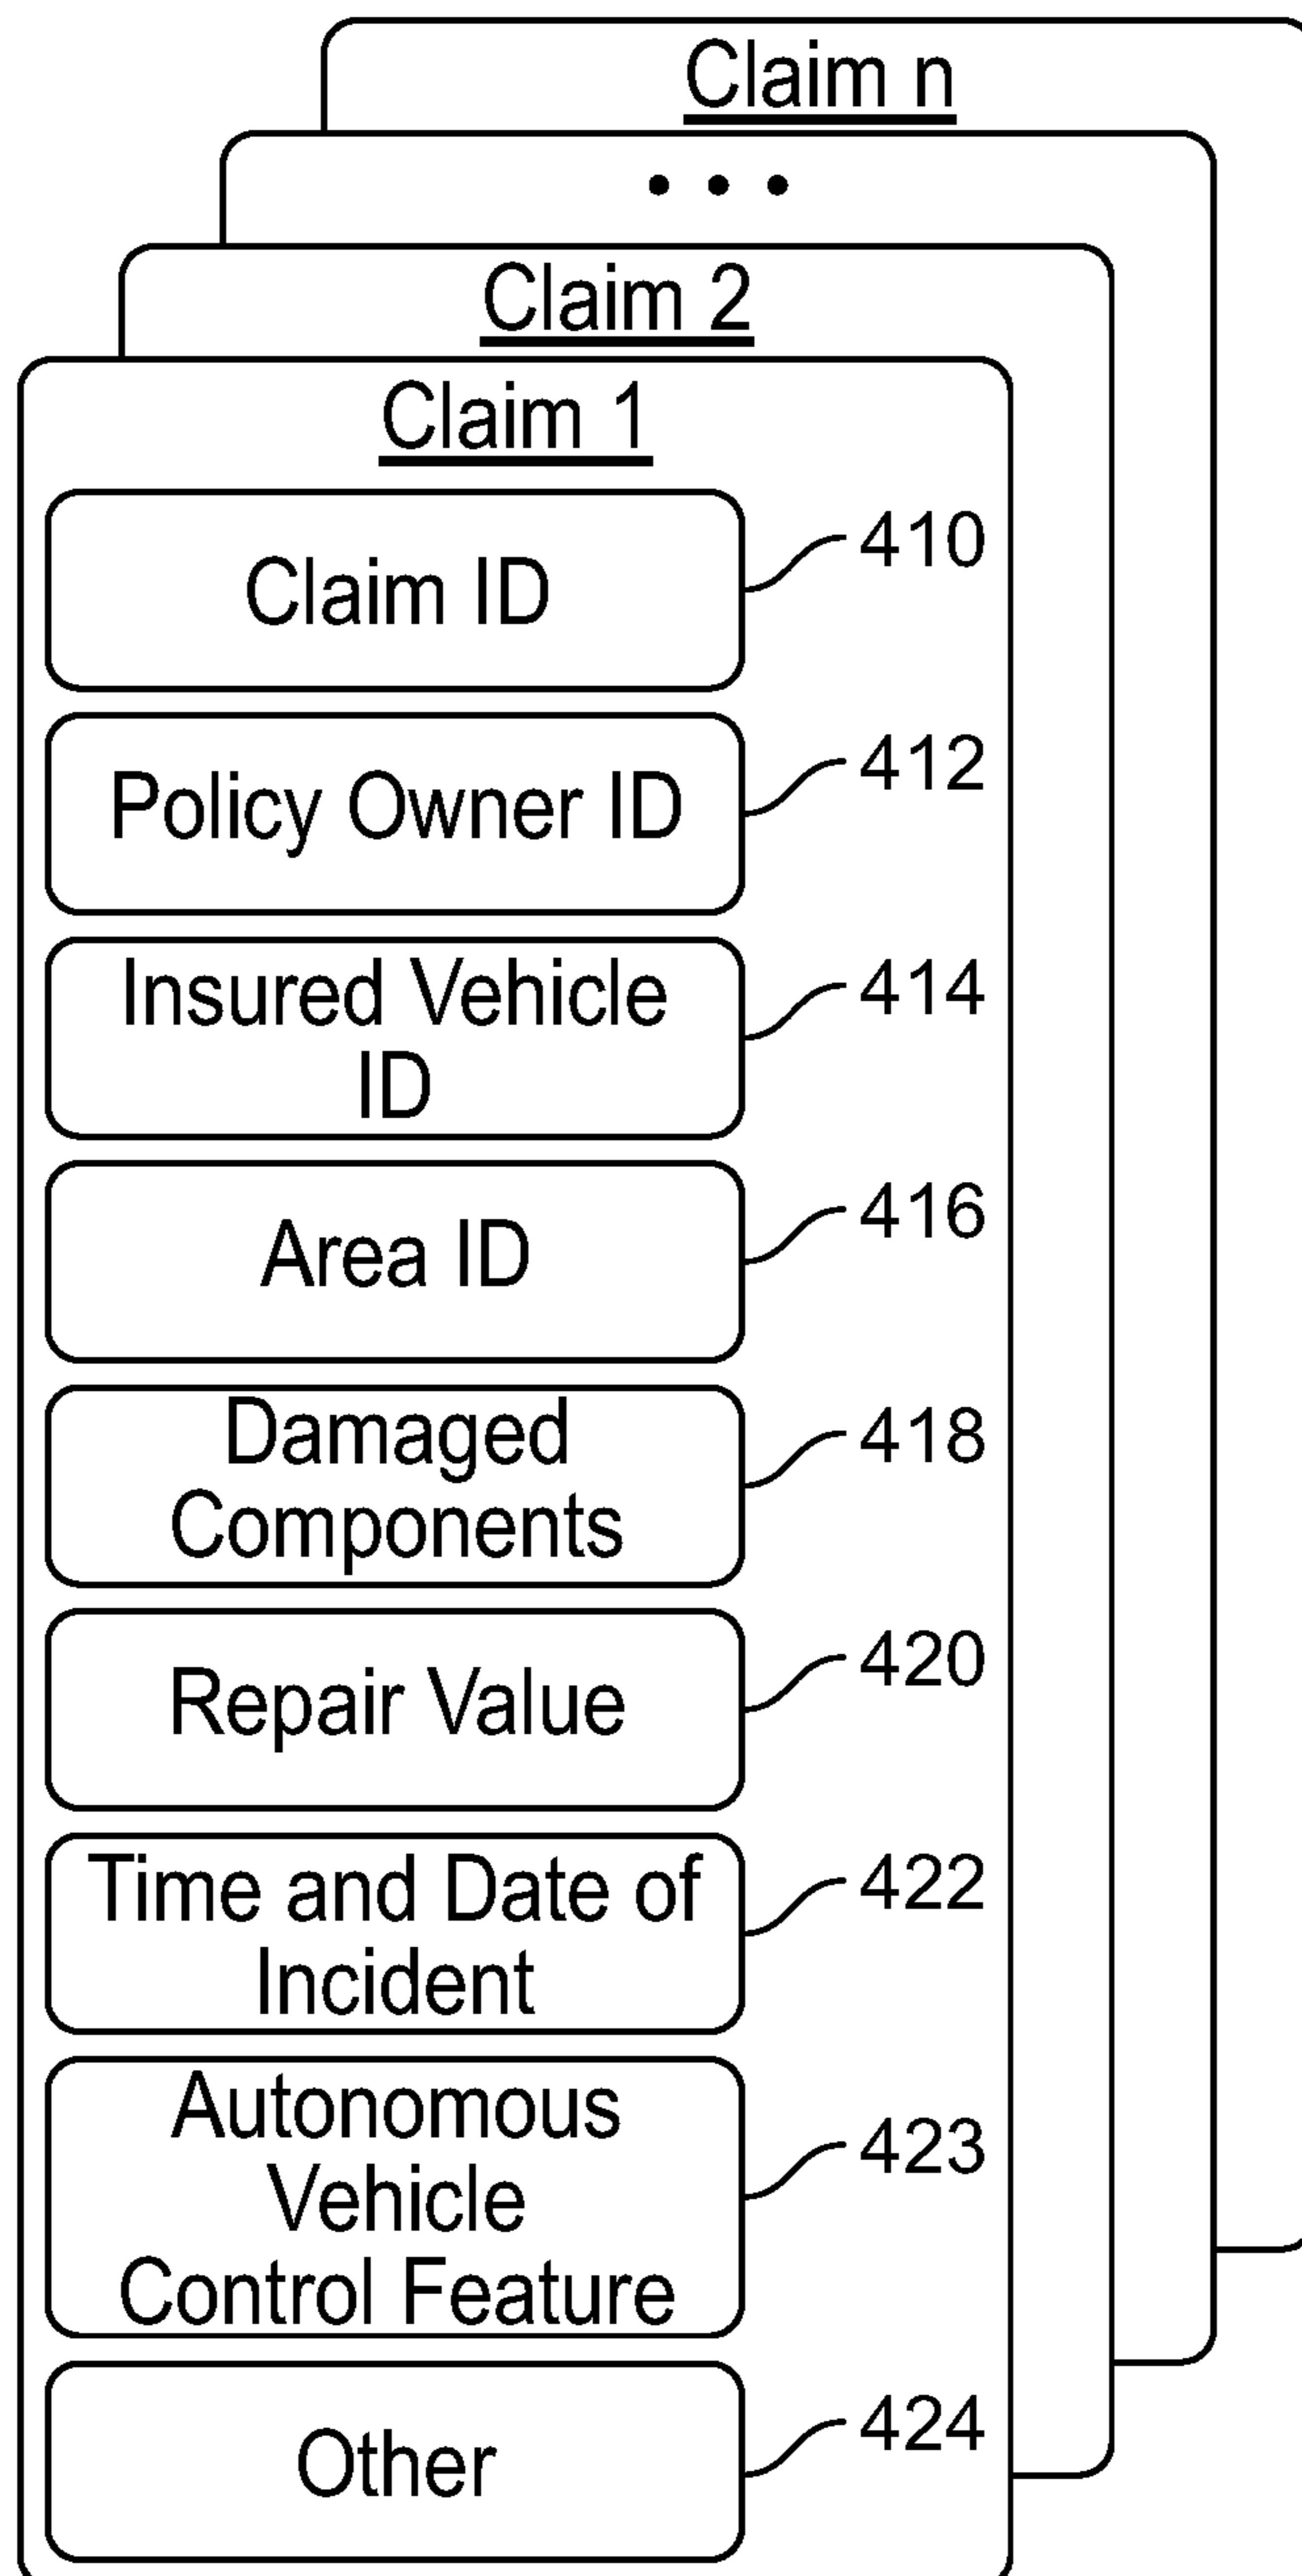 Claim n
• • •
Claim 2
Claim 1
Claim ID
410
Policy Owner ID
412
Insured Vehicle
ID
414
Area ID
416
Damaged
Components
418
Repair Value
420
Time and Date of
Incident
422
Autonomous
Vehicle
Control Feature
423
Other
424